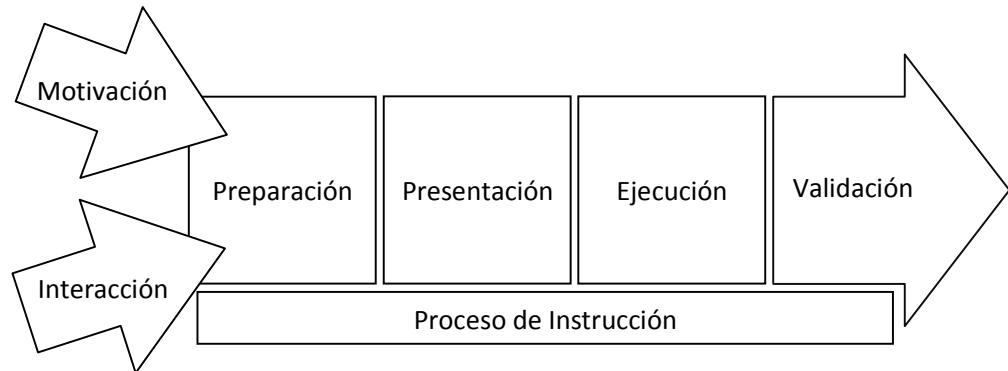 Motivación
Preparación
Presentación
Ejecución
Validación
Interacción
Proceso de Instrucción